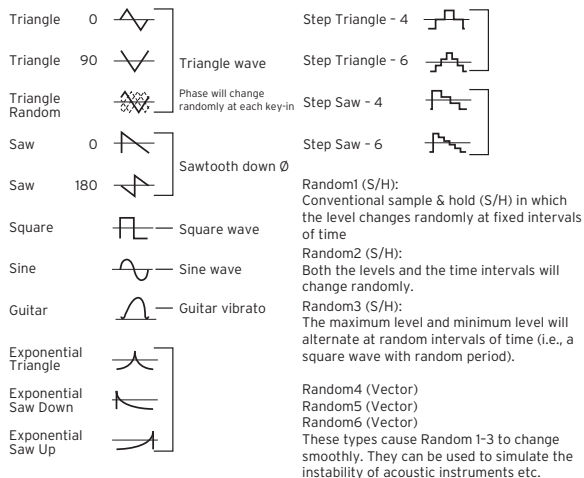 Triangle 0
Triangle 90
Triangle wave
Triangle
Random
Phase will change
randomly at each key-in
Saw 0
Sawtooth down Ø
Saw 180
Square
Square wave
Sine
Sine wave
Guitar
Guitar vibrato
Exponential
Triangle
Exponential
Saw Down
Exponential
Saw Up
Step Triangle – 4
Step Triangle – 6
Step Saw – 4
Step Saw – 6
Random1 (S/H):
Conventional sample & hold (S/H) in which
the level changes randomly at fixed intervals
of time
Random2 (S/H):
Both the levels and the time intervals will
change randomly.
Random3 (S/H):
The maximum level and minimum level will
alternate at random intervals of time (i.e., a
square wave with random period).
Random4 (Vector)
Random5 (Vector)
Random6 (Vector)
These types cause Random 1–3 to change
smoothly. They can be used to simulate the
instability of acoustic instruments etc.